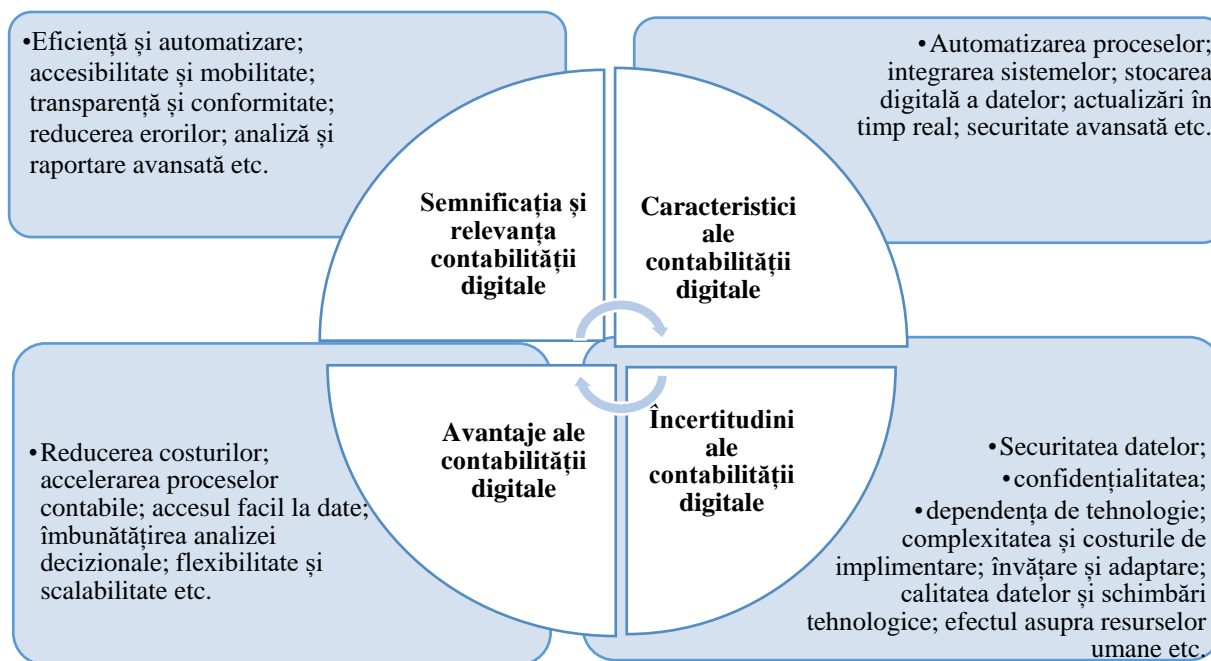 •Eficiență și automatizare;
accesibilitate și mobilitate;
transparență și conformitate;
reducerea erorilor; analiză și
raportare avansată etc.
•Automatizarea proceselor;
integrarea sistemelor; stocarea
digitală a datelor; actualizări în
timp real; securitate avansată etc.
Semnificația și
relevanța
contabilității
digitale
Caracteristici
ale
contabilității
digitale
•Reducerea costurilor;
accelerarea proceselor
contabile; accesul facil la date;
îmbunătățirea analizei
decizionale; flexibilitate și
scalabilitate etc.
Avantaje ale
contabilității
digitale
Încertitudini
ale
contabilității
digitale
•Securitatea datelor;
•confidențialitatea;
•dependența de tehnologie;
complexitatea și costurile de
implimentare; învățare și adaptare;
calitatea datelor și schimbări
tehnologice; efectul asupra resurselor
umane etc.